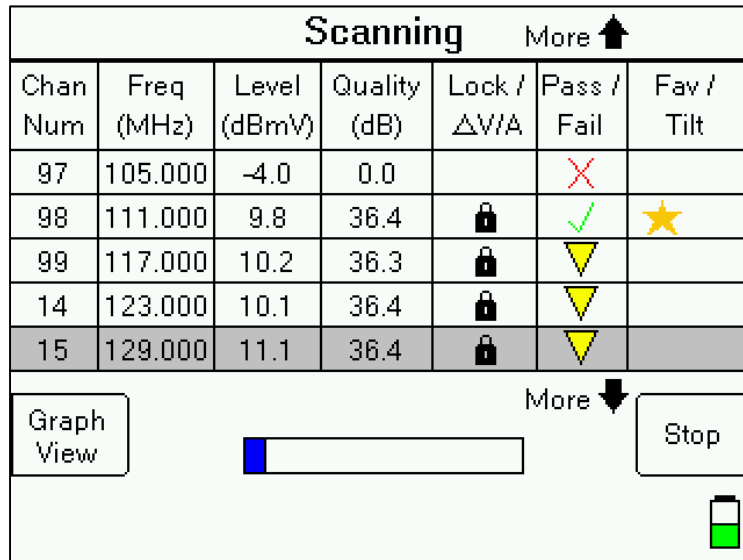 Scanning More
Chan Num Freq (MHz) Level (dBmV) Quality (dB) Lock / ΔV/A Pass / Fail Fav / Tilt
97 105.000 -4.0 0.0
98 111.000 9.8 36.4
99 117.000 10.2 36.3
14 123.000 10.1 36.4
15 129.000 11.1 36.4
More
Graph View
Stop